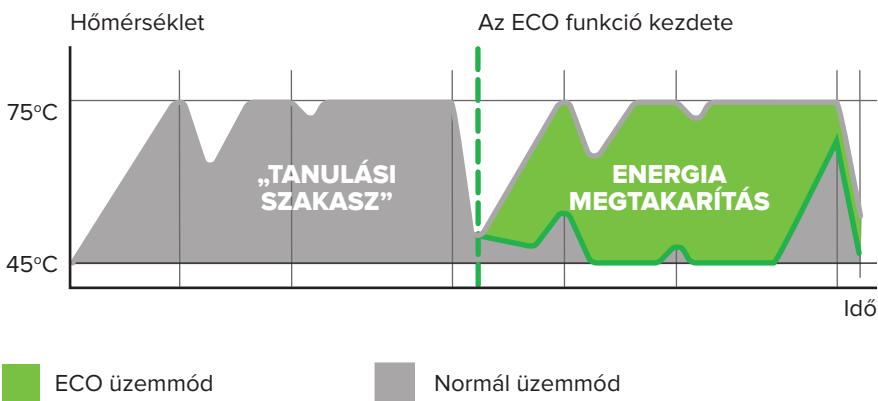 Hőmérséklet
Az ECO funkció kezdete
75°C
„TANULÁSI
SZAKASZ”
ENERGIA
MEGTAKARÍTÁS
45°C
Idő
ECO üzemmód
Normál üzemmód